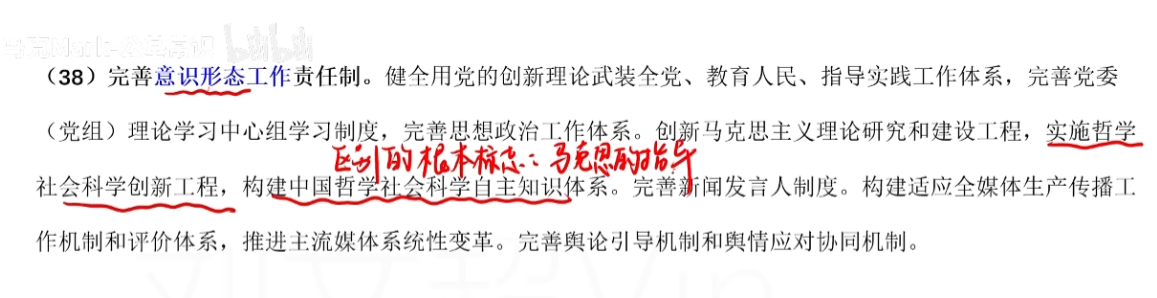 bilibili
（38）完善意识形态工作责任制。健全用党的创新理论武装全党、教育人民、指导实践工作体系，完善党委
（党组）理论学习中心组学习制度，完善思想政治工作体系。创新马克思主义理论研究和建设工程，实施哲学
区别的根本标志：马克思的指导
社会科学创新工程，构建中国哲学社会科学自主知识体系。完善新闻发言人制度。构建适应全媒体生产传播工
作机制和评价体系，推进主流媒体系统性变革。完善舆论引导机制和舆情应对协同机制。